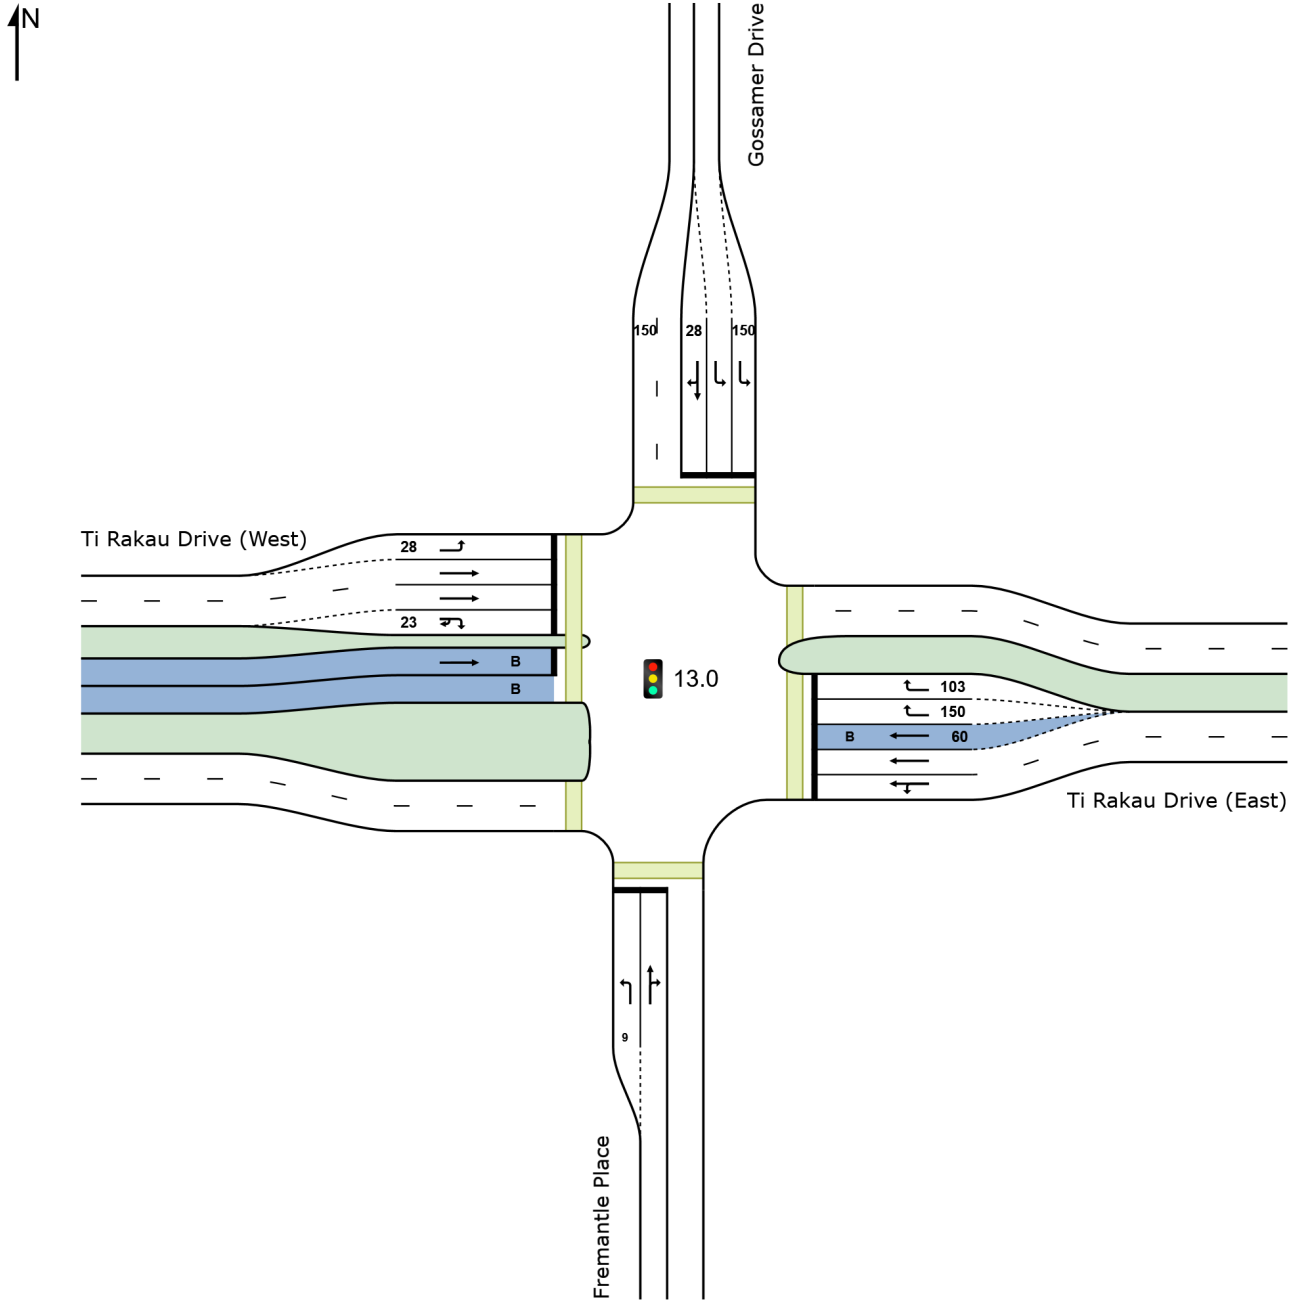 N
Gossamer Drive
150
28
150
Ti Rakau Drive (West)
28
23
B
B
13.0
103
150
B
60
Ti Rakau Drive (East)
9
Fremantle Place